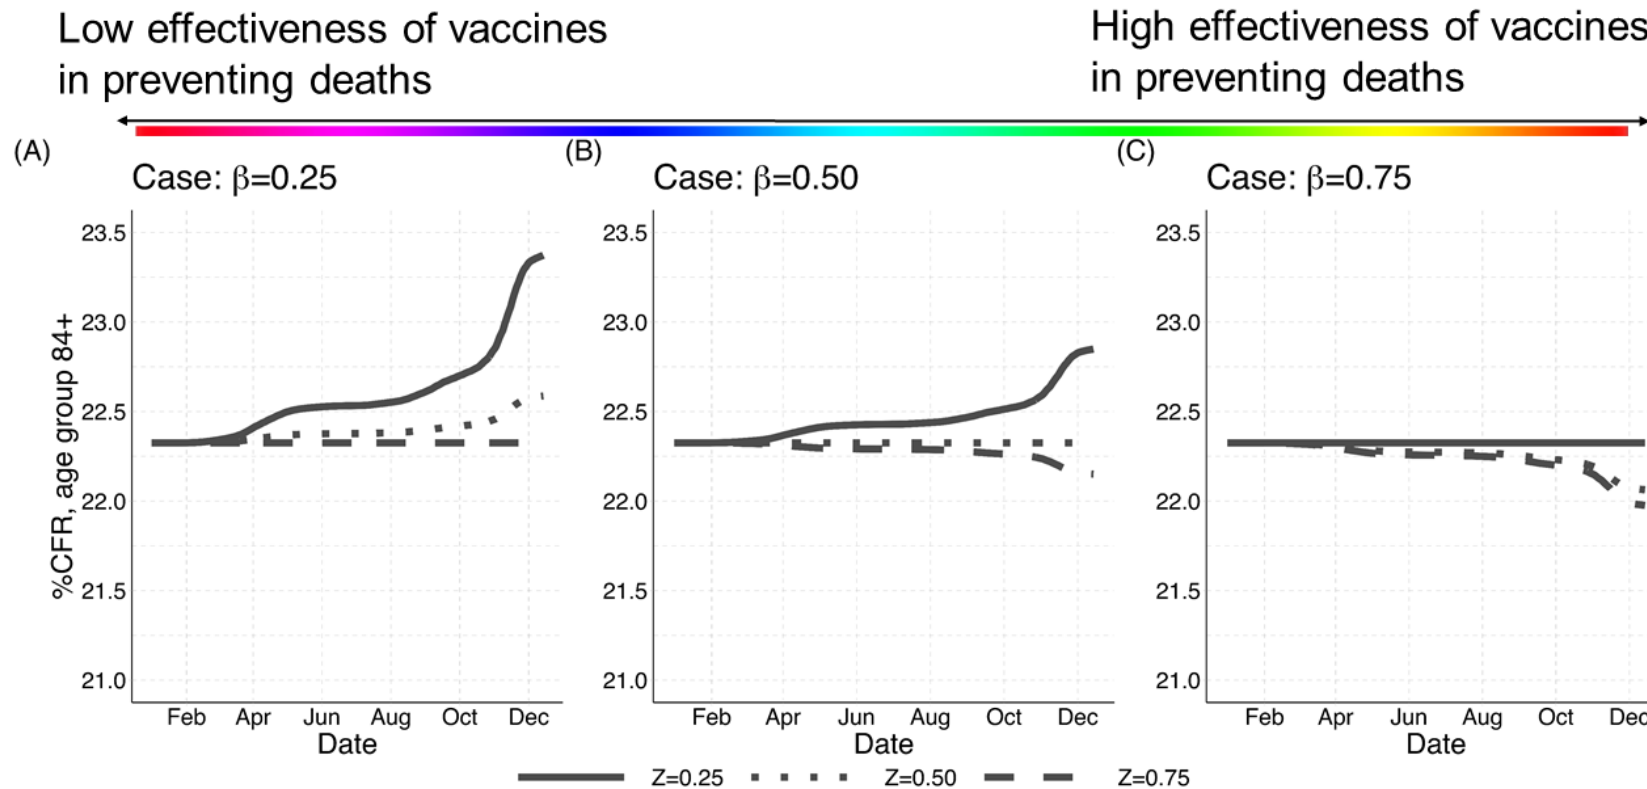 Low effectiveness of vaccines
in preventing deaths
High effectiveness of vaccines
in preventing deaths
(A)
Case: β=0.25
(B)
Case: β=0.50
(C)
Case: β=0.75
%CFR, age group 84+
23.5
23.0
22.5
22.0
21.5
21.0
Feb Apr Jun Aug Oct Dec
Date
23.5
23.0
22.5
22.0
21.5
21.0
Feb Apr Jun Aug Oct Dec
Date
23.5
23.0
22.5
22.0
21.5
21.0
Feb Apr Jun Aug Oct Dec
Date
Z=0.25 Z=0.50 Z=0.75